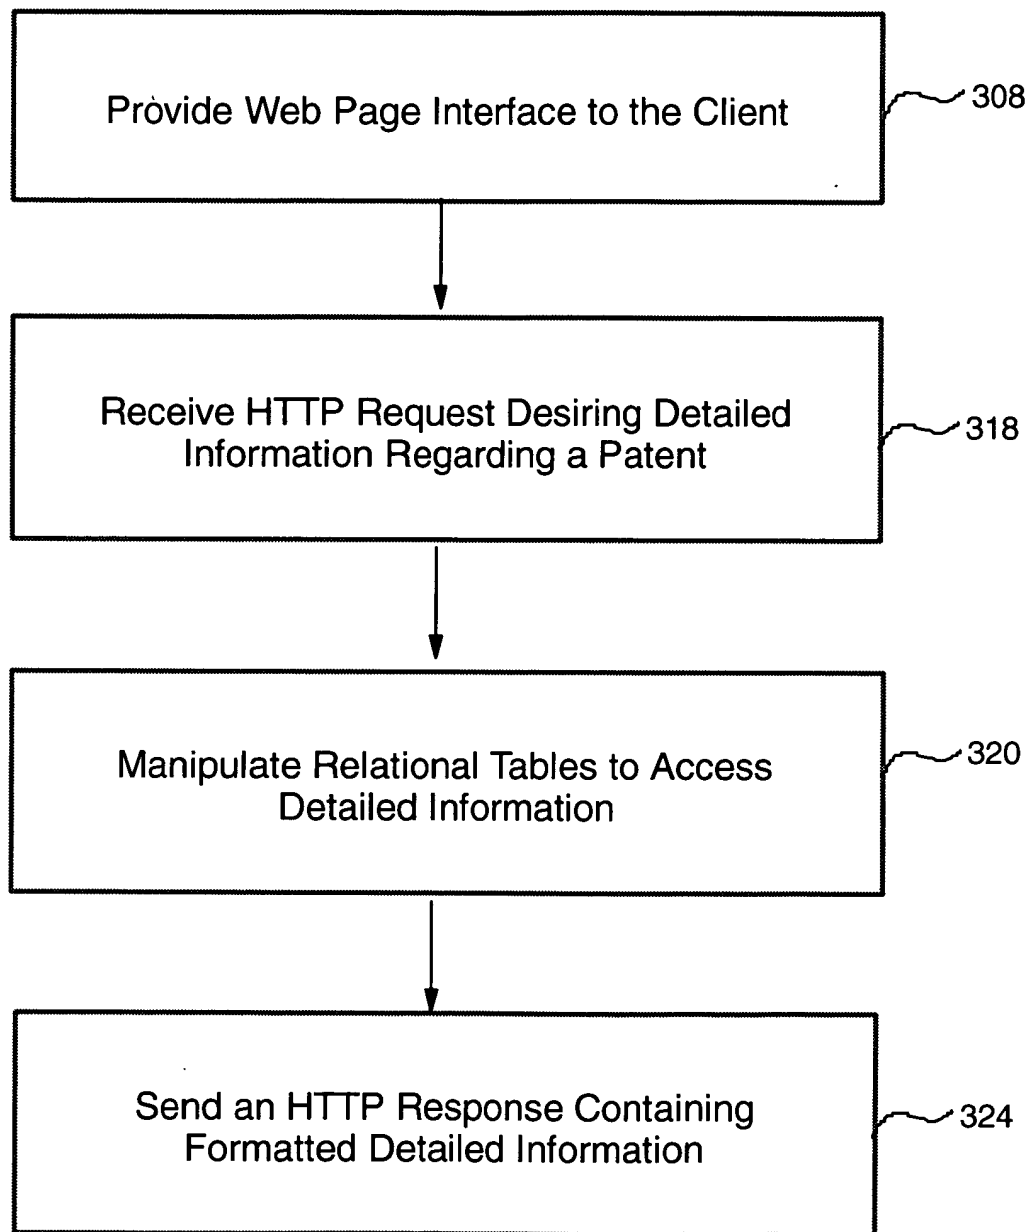 Provide Web Page Interface to the Client
308
Receive HTTP Request Desiring Detailed
Information Regarding a Patent
318
Manipulate Relational Tables to Access
Detailed Information
320
Send an HTTP Response Containing
Formatted Detailed Information
324